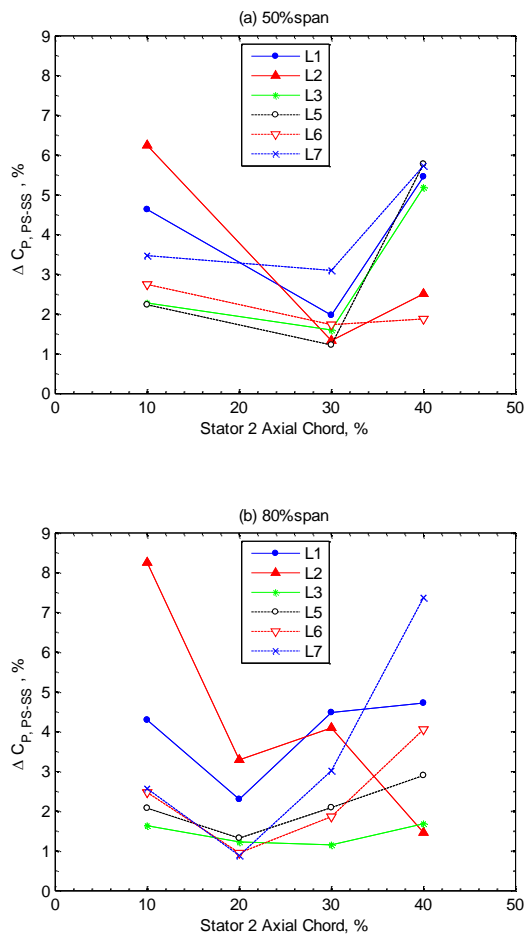 (a) 50%span
9
8
7
6
5
4
3
2
1
0
Δ C_P, PS-SS , %
L1
L2
L3
L5
L6
L7
0 10 20 30 40 50
Stator 2 Axial Chord, %
(b) 80%span
9
8
7
6
5
4
3
2
1
0
Δ C_P, PS-SS , %
L1
L2
L3
L5
L6
L7
0 10 20 30 40 50
Stator 2 Axial Chord, %